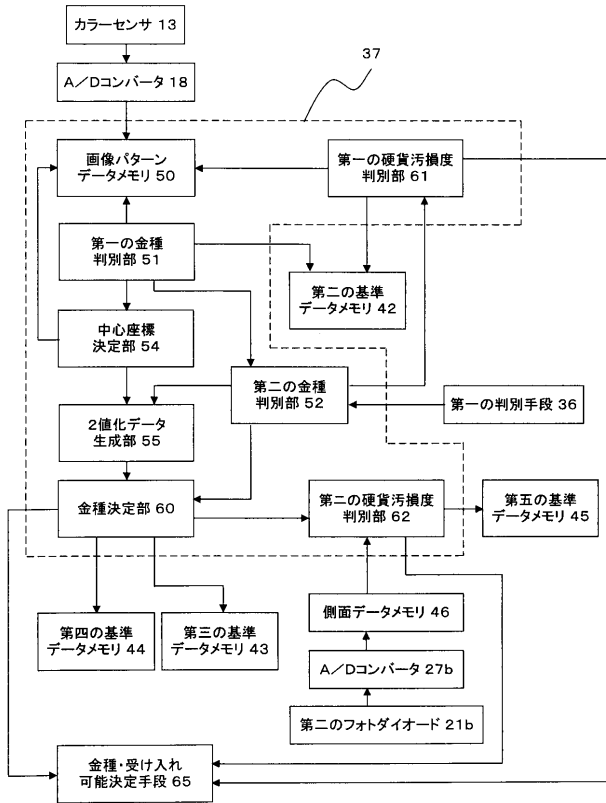 カラーセンサ 13
37
A／Dコンバータ 18
画像パターン
データメモリ 50
第一の硬貨汚損度
判別部 61
第一の金種
判別部 51
第二の基準
データメモリ 42
中心座標
決定部 54
第二の金種
判別部 52
第一の判別手段 36
2値化データ
生成部 55
金種決定部 60
第二の硬貨汚損度
判別部 62
第五の基準
データメモリ 45
側面データメモリ 46
第四の基準
データメモリ 44
第三の基準
データメモリ 43
A／Dコンバータ 27b
第二のフォトダイオード 21b
金種・受け入れ
可能決定手段 65